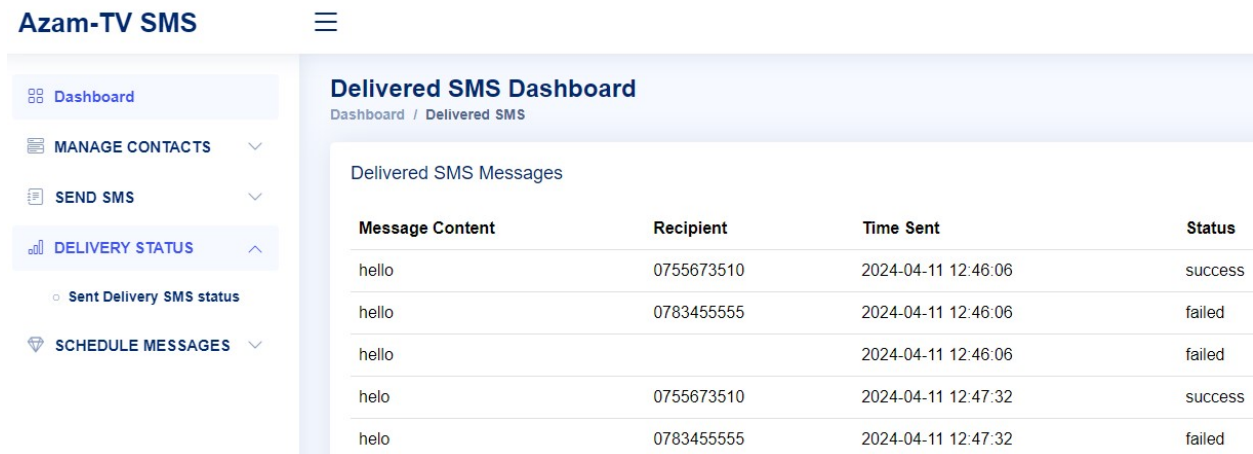 Azam-TV SMS
Dashboard
MANAGE CONTACTS
SEND SMS
DELIVERY STATUS
Sent Delivery SMS status
SCHEDULE MESSAGES
Delivered SMS Dashboard
Dashboard / Delivered SMS
Delivered SMS Messages
Message Content Recipient Time Sent Status
hello 0755673510 2024-04-11 12:46:06 success
hello 0783455555 2024-04-11 12:46:06 failed
hello 2024-04-11 12:46:06 failed
helo 0755673510 2024-04-11 12:47:32 success
helo 0783455555 2024-04-11 12:47:32 failed